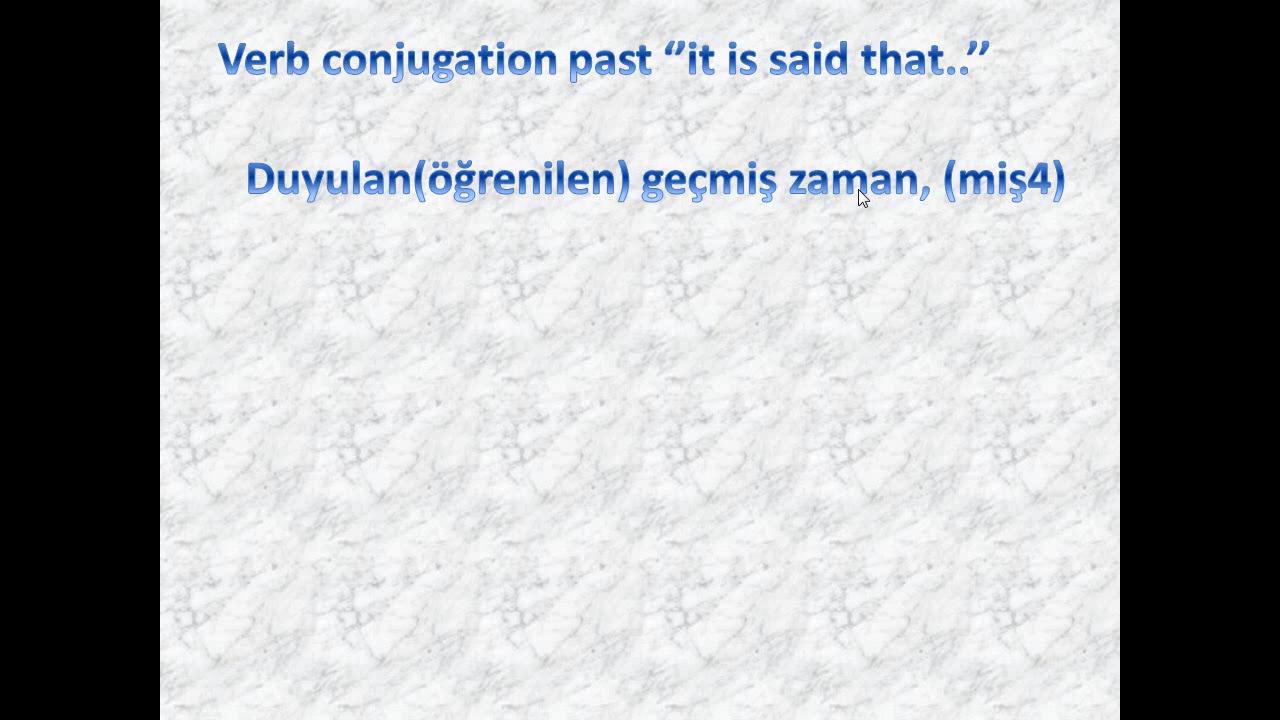 Verb conjugation past ‘’it is said that..’’
Duyulan(öğrenilen) geçmiş zaman, (miş4)